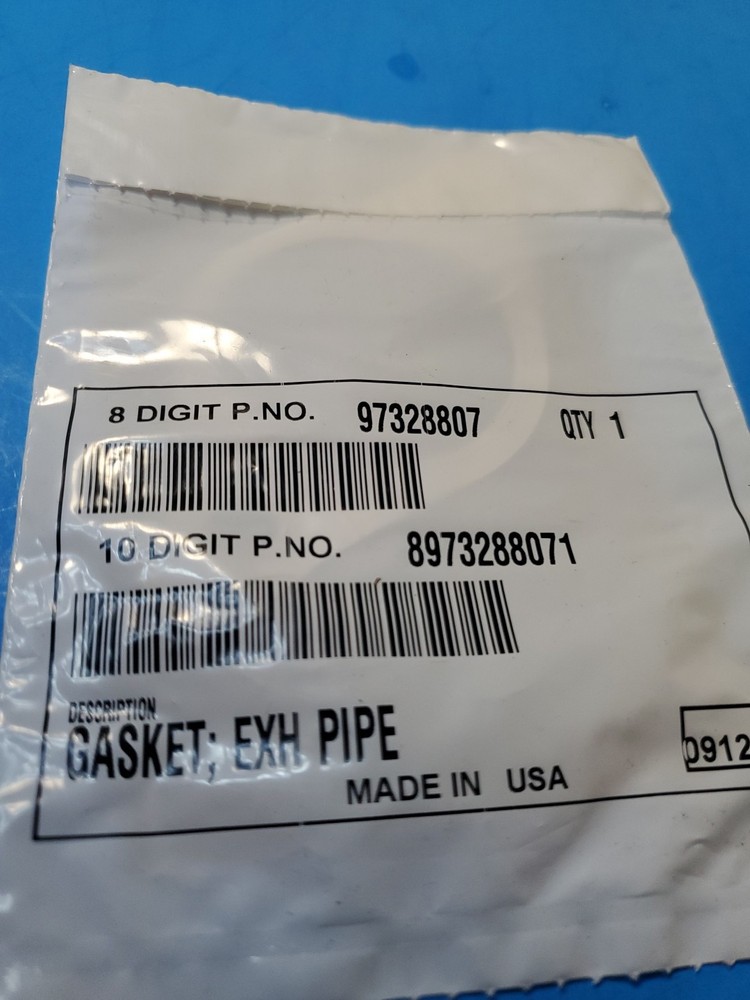 8 DIGIT P.NO. 97328807 QTY 1
10 DIGIT P.NO. 8973288071
DESCRIPTION
GASKET; EXH PIPE
MADE IN USA
0912